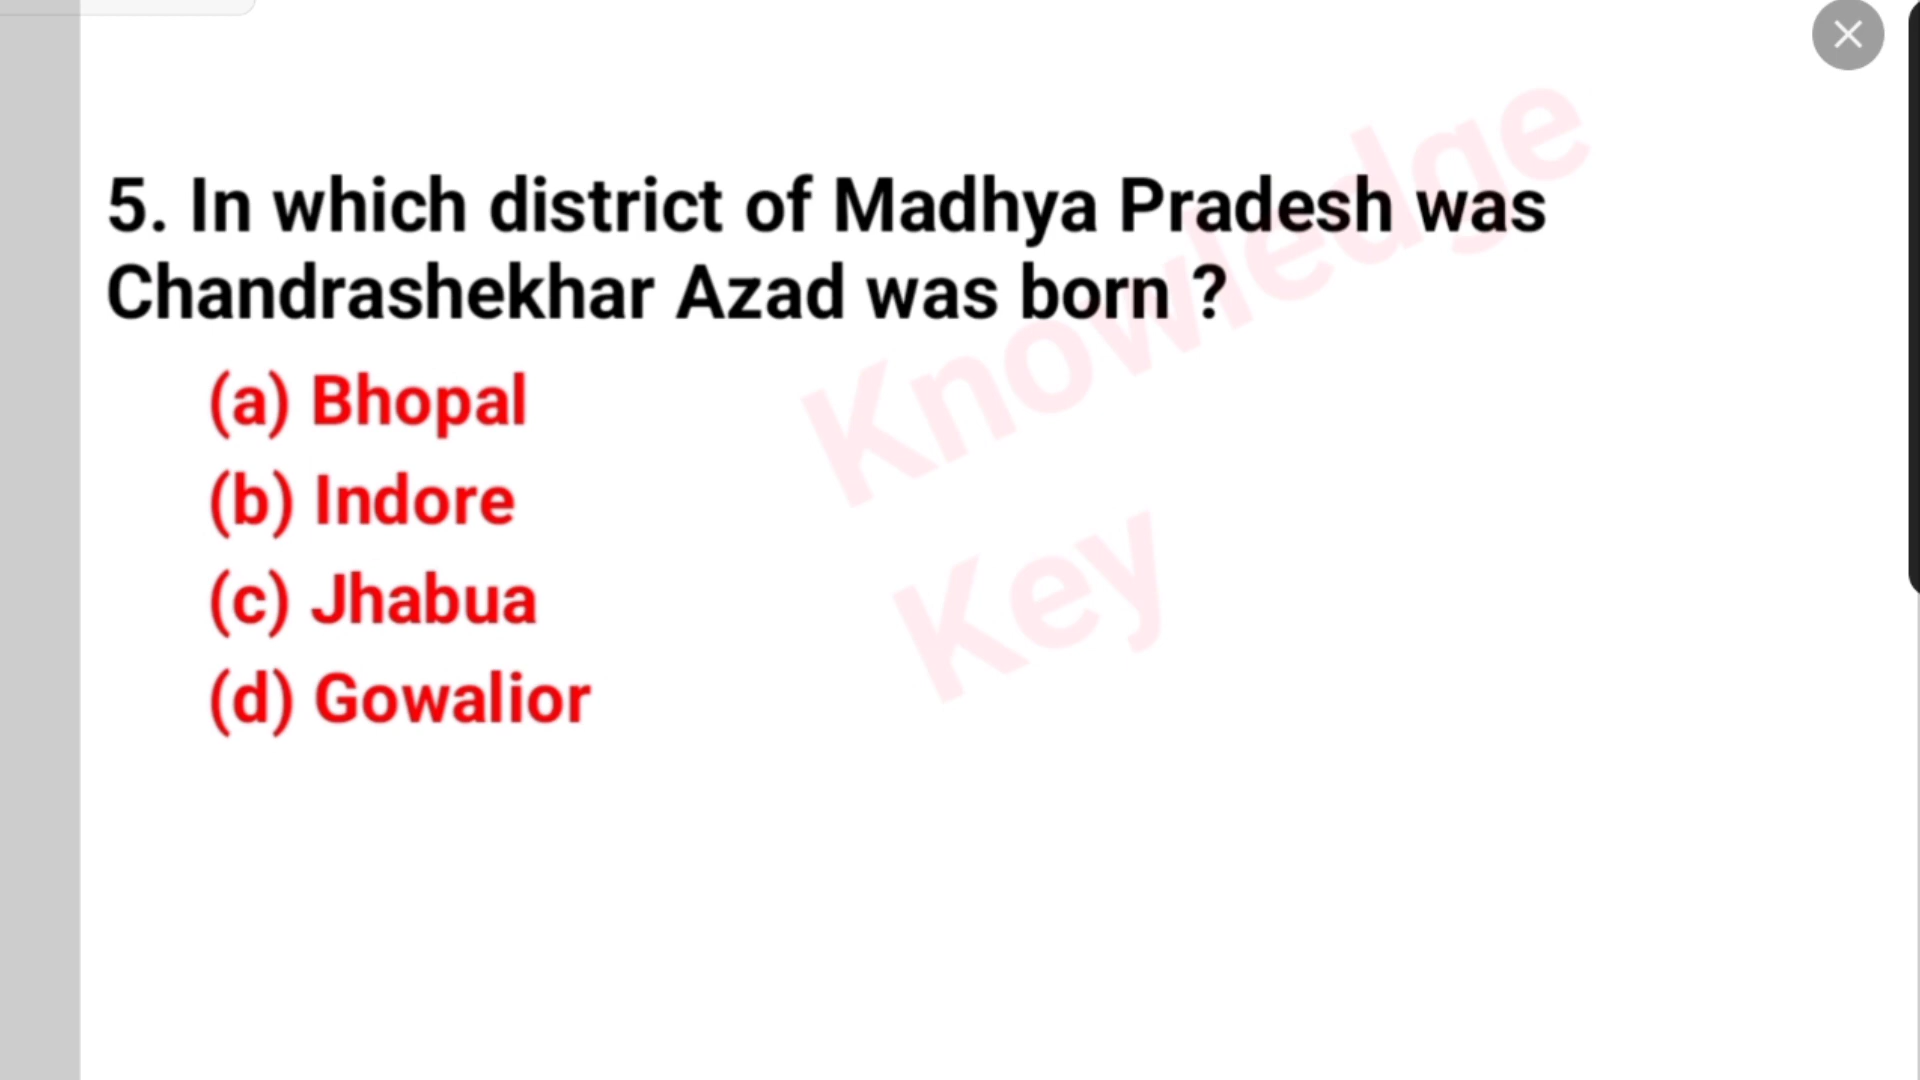 5. In which district of Madhya Pradesh was
Chandrashekhar Azad was born ?
(a) Bhopal
(b) Indore
(c) Jhabua
(d) Gowalior
Knowledge
Key